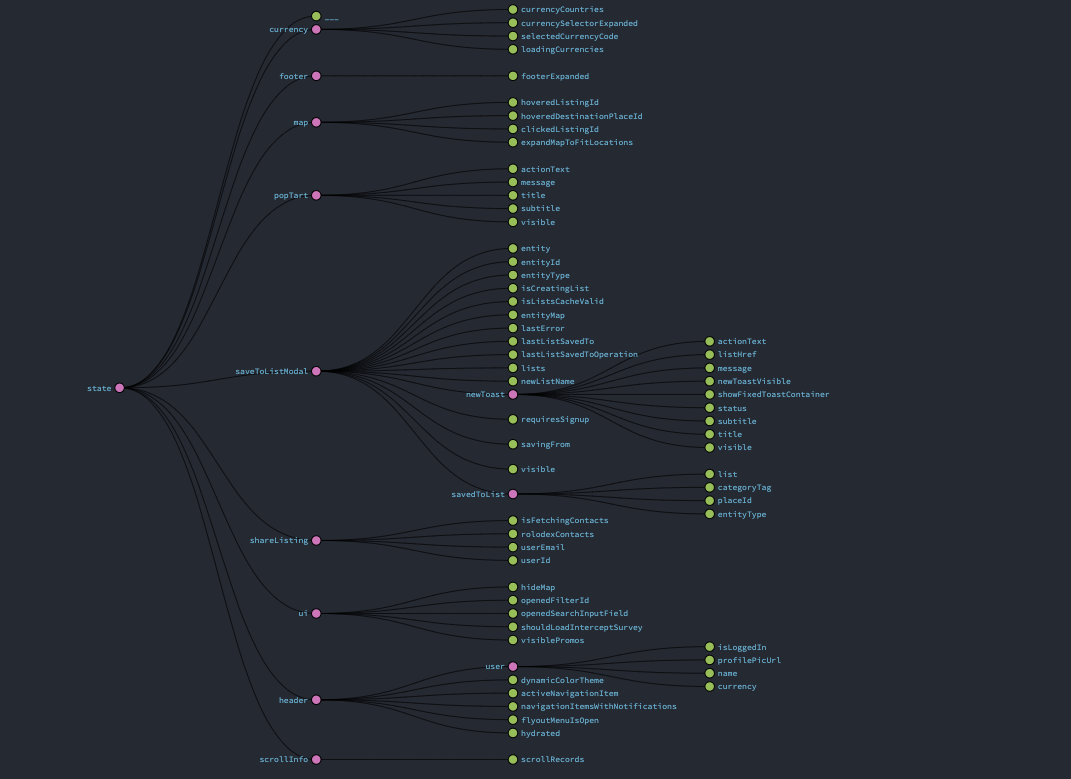 ___
currency
currencyCountries
currencySelectorExpanded
selectedCurrencyCode
loadingCurrencies
footer
footerExpanded
map
hoveredListingId
hoveredDestinationPlaceId
clickedListingId
expandMapToFitLocations
popTart
actionText
message
title
subtitle
visible
state
saveToListModal
entity
entityId
entityType
isCreatingList
isListsCacheValid
entityMap
lastError
lastListSavedTo
lastListSavedToOperation
lists
newListName
newToast
actionText
listHref
message
newToastVisible
showFixedToastContainer
status
subtitle
title
visible
requiresSignup
savingFrom
visible
savedToList
list
categoryTag
placeId
entityType
shareListing
isFetchingContacts
rolodexContacts
userEmail
userId
ui
hideMap
openedFilterId
openedSearchInputField
shouldLoadInterceptSurvey
visiblePromos
header
user
isLoggedIn
profilePicUrl
name
currency
dynamicColorTheme
activeNavigationItem
navigationItemsWithNotifications
flyoutMenuIsOpen
hydrated
scrollInfo
scrollRecords